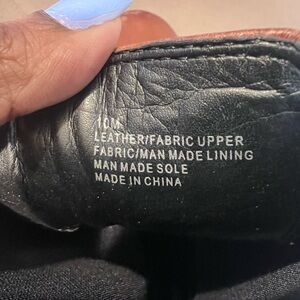 10M
LEATHER/FABRIC UPPER
FABRIC/MAN MADE LINING
MAN MADE SOLE
MADE IN CHINA